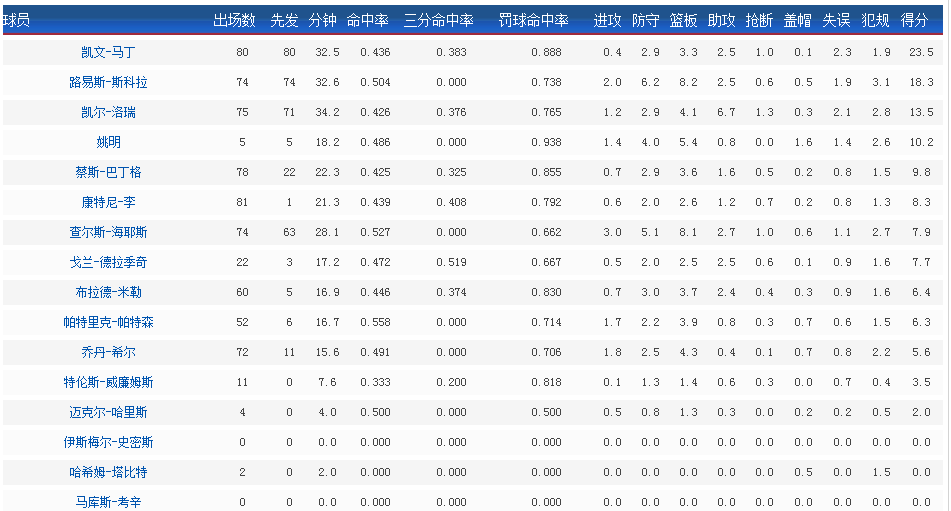 球员 出场数 先发 分钟 命中率 三分命中率 罚球命中率 进攻 防守 篮板 助攻 抢断 盖帽 失误 犯规 得分
凯文-马丁 80 80 32.5 0.436 0.383 0.888 0.4 2.9 3.3 2.5 1.0 0.1 2.3 1.9 23.5
路易斯-斯科拉 74 74 32.6 0.504 0.000 0.738 2.0 6.2 8.2 2.5 0.6 0.5 1.9 3.1 18.3
凯尔-洛瑞 75 71 34.2 0.426 0.376 0.765 1.2 2.9 4.1 6.7 1.3 0.3 2.1 2.8 13.5
姚明 5 5 18.2 0.486 0.000 0.938 1.4 4.0 5.4 0.8 0.0 1.6 1.4 2.6 10.2
蔡斯-巴丁格 78 22 22.3 0.425 0.325 0.855 0.7 2.9 3.6 1.6 0.5 0.2 0.8 1.5 9.8
康特尼-李 81 1 21.3 0.439 0.408 0.792 0.6 2.0 2.6 1.2 0.7 0.2 0.8 1.3 8.3
查尔斯-海耶斯 74 63 28.1 0.527 0.000 0.662 3.0 5.1 8.1 2.7 1.0 0.6 1.1 2.7 7.9
戈兰-德拉季奇 22 3 17.2 0.472 0.519 0.667 0.5 2.0 2.5 2.5 0.6 0.1 0.9 1.6 7.7
布拉德-米勒 60 5 16.9 0.446 0.374 0.830 0.7 3.0 3.7 2.4 0.4 0.3 0.9 1.6 6.4
帕特里克-帕特森 52 6 16.7 0.558 0.000 0.714 1.7 2.2 3.9 0.8 0.3 0.7 0.6 1.5 6.3
乔丹-希尔 72 11 15.6 0.491 0.000 0.706 1.8 2.5 4.3 0.4 0.1 0.7 0.8 2.2 5.6
特伦斯-威廉姆斯 11 0 7.6 0.333 0.200 0.818 0.1 1.3 1.4 0.6 0.3 0.0 0.7 0.4 3.5
迈克尔-哈里斯 4 0 4.0 0.500 0.000 0.500 0.5 0.8 1.3 0.3 0.0 0.2 0.2 0.5 2.0
伊斯梅尔-史密斯 0 0 0.0 0.000 0.000 0.000 0.0 0.0 0.0 0.0 0.0 0.0 0.0 0.0 0.0
哈希姆-塔比特 2 0 2.0 0.000 0.000 0.000 0.0 0.0 0.0 0.0 0.0 0.5 0.0 1.5 0.0
马库斯-考辛 0 0 0.0 0.000 0.000 0.000 0.0 0.0 0.0 0.0 0.0 0.0 0.0 0.0 0.0